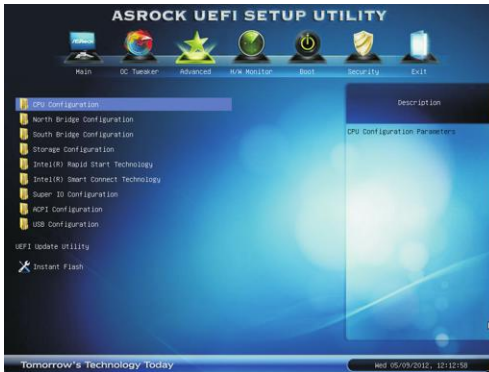 ASROCK UEFI SETUP UTILITY
Main OC Tweaker Advanced H/W Monitor Boot Security Exit
CPU Configuration
North Bridge Configuration
South Bridge Configuration
Storage Configuration
Intel(R) Rapid Start Technology
Intel(R) Smart Connect Technology
Super IO Configuration
ACPI Configuration
USB Configuration
UEFI Update Utility
Instant Flash
Description
CPU Configuration Parameters
Tomorrow's Technology Today
Wed 05/09/2012, 12:12:58